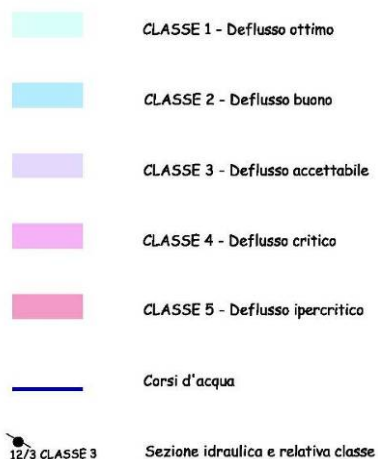 CLASSE 1 - Deflusso ottimo
CLASSE 2 - Deflusso buono
CLASSE 3 - Deflusso accettabile
CLASSE 4 - Deflusso critico
CLASSE 5 - Deflusso ipercritico
Corsi d'acqua
12/3 CLASSE 3 Sezione idraulica e relativa classe